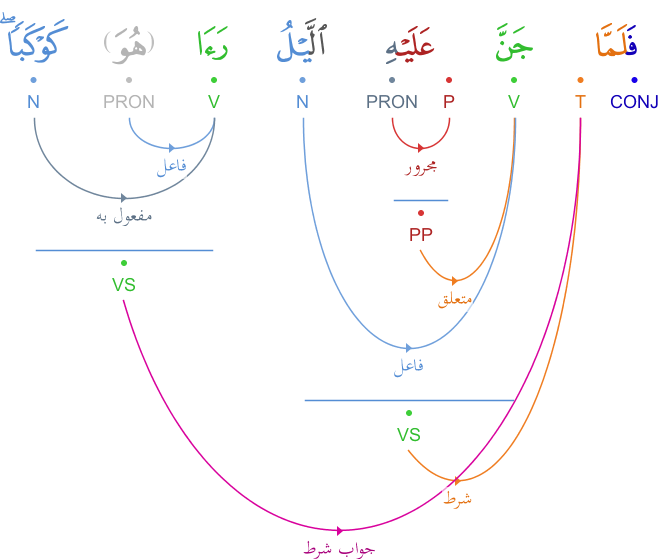 فَلَمَّا جَنَّ عَلَيْهِ ٱلَّيْلُ رَءَا (هُوَ) كَوْكَبًاۖ
N PRON V N PRON P V T CONJ
فاعل
مجرور
مفعول به
PP
VS
متعلق
فاعل
VS
شرط
جواب شرط